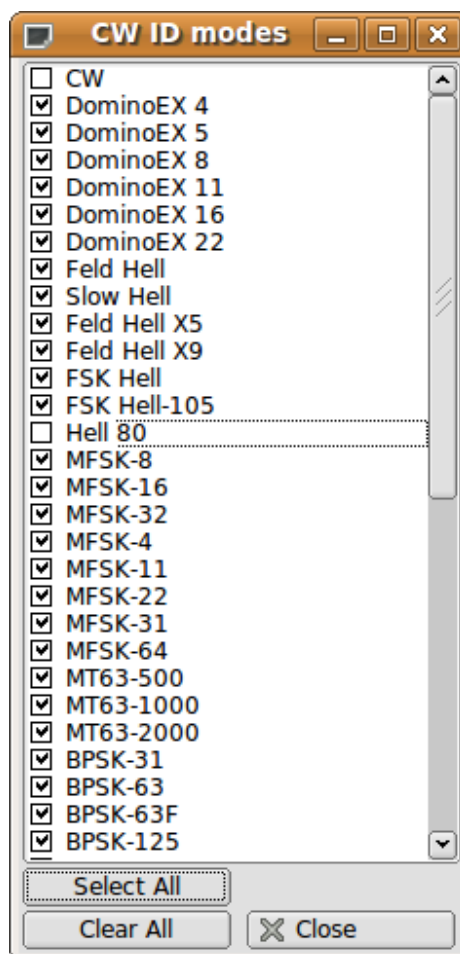 CW ID modes
CW
DominoEX 4
DominoEX 5
DominoEX 8
DominoEX 11
DominoEX 16
DominoEX 22
Feld Hell
Slow Hell
Feld Hell X5
Feld Hell X9
FSK Hell
FSK Hell-105
Hell 80
MFSK-8
MFSK-16
MFSK-32
MFSK-4
MFSK-11
MFSK-22
MFSK-31
MFSK-64
MT63-500
MT63-1000
MT63-2000
BPSK-31
BPSK-63
BPSK-63F
BPSK-125
Select All
Clear All Close